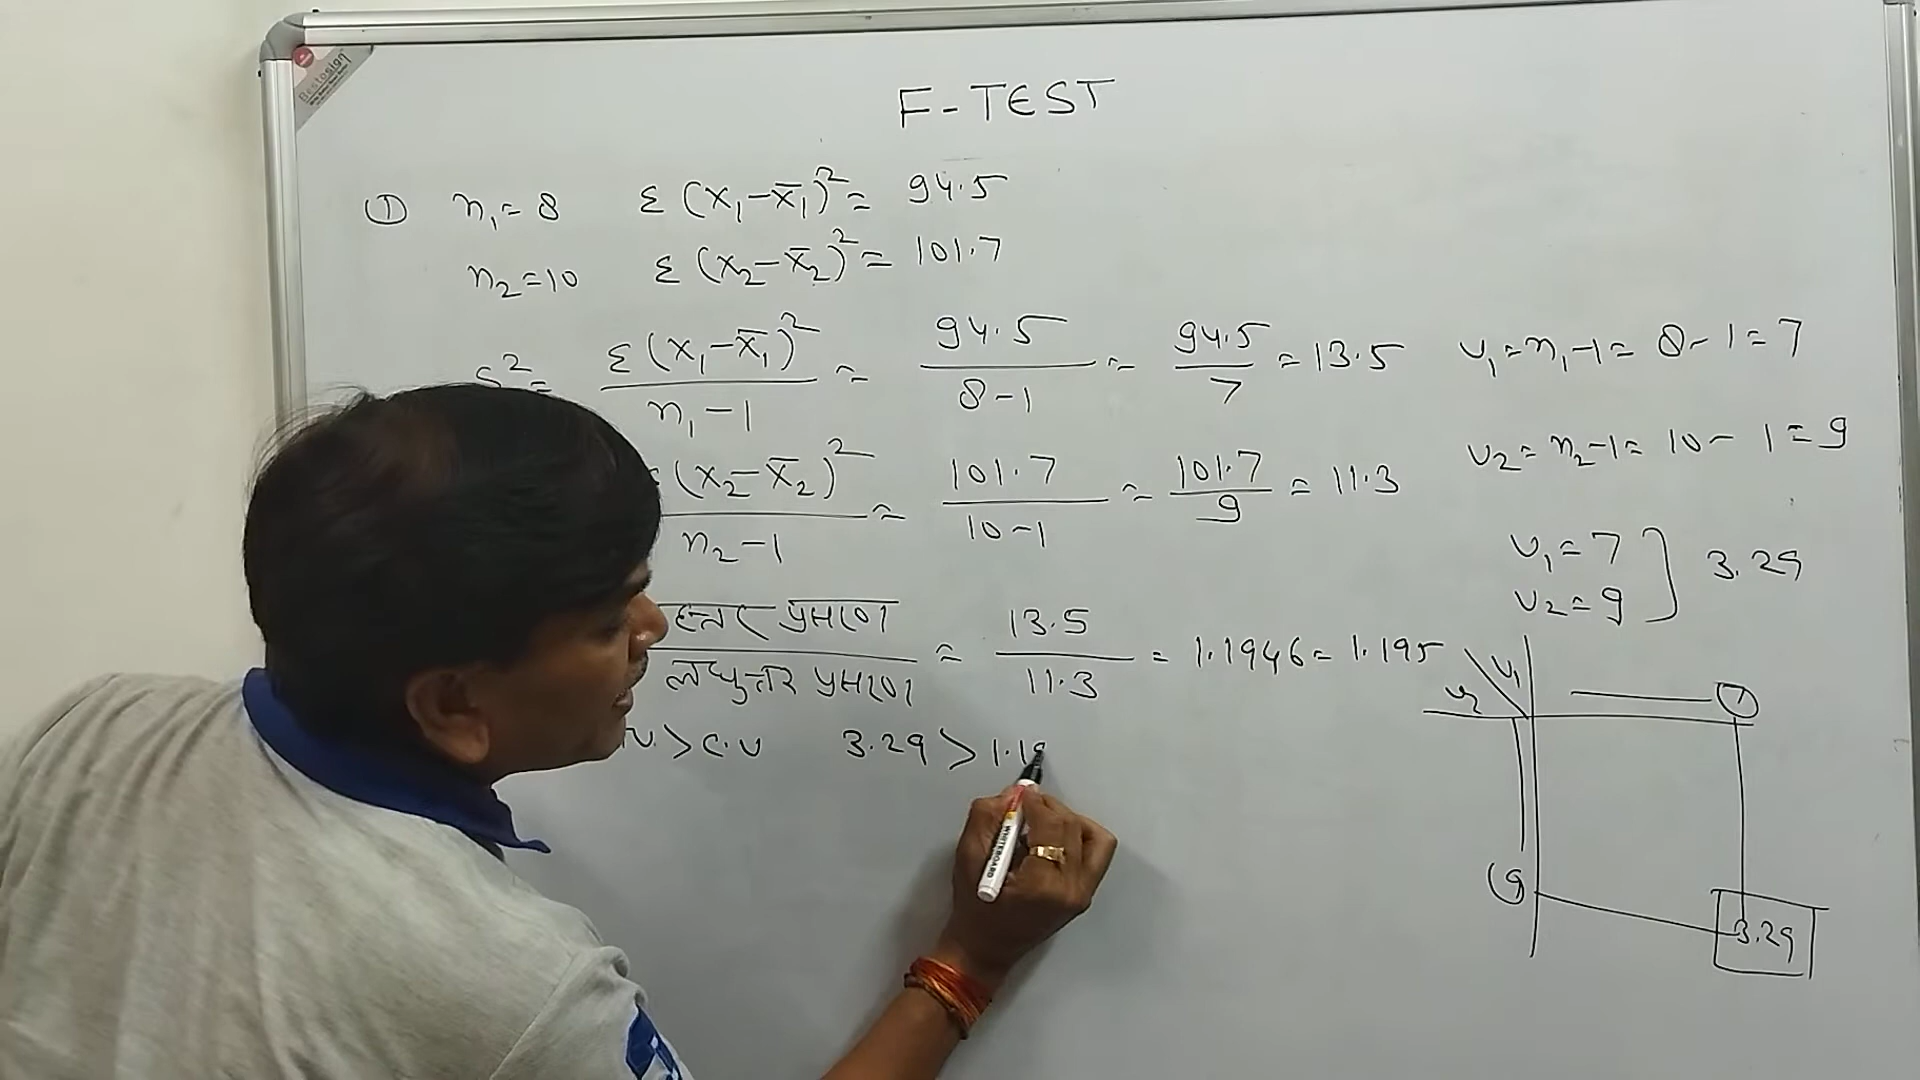 Bestosign
F-TEST
① n₁= 8 Σ(x₁-x̄₁)²= 94.5
n₂=10 Σ(x₂-x̄₂)²= 101.7
S²= Σ(x₁-x̄₁)²/n₁-1 = 94.5/8-1 = 94.5/7 = 13.5 v₁=n₁-1= 8-1=7
(x₂-x̄₂)²/n₂-1 = 101.7/10-1 = 101.7/9 = 11.3 v₂=n₂-1= 10-1=9
v₁=7
v₂=9 } 3.29
प्रसरण/लघुत्तर प्रसरण = 13.5/11.3 = 1.1946= 1.195
v.>c.v 3.29 > 1.19
v₂ v₁ 7
9
3.29
WHITEBOARD